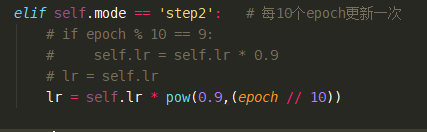 elif self.mode == 'step2':   # 每10个epoch更新一次
    # if epoch % 10 == 9:
    #     self.lr = self.lr * 0.9
    # lr = self.lr
    lr = self.lr * pow(0.9,(epoch // 10))